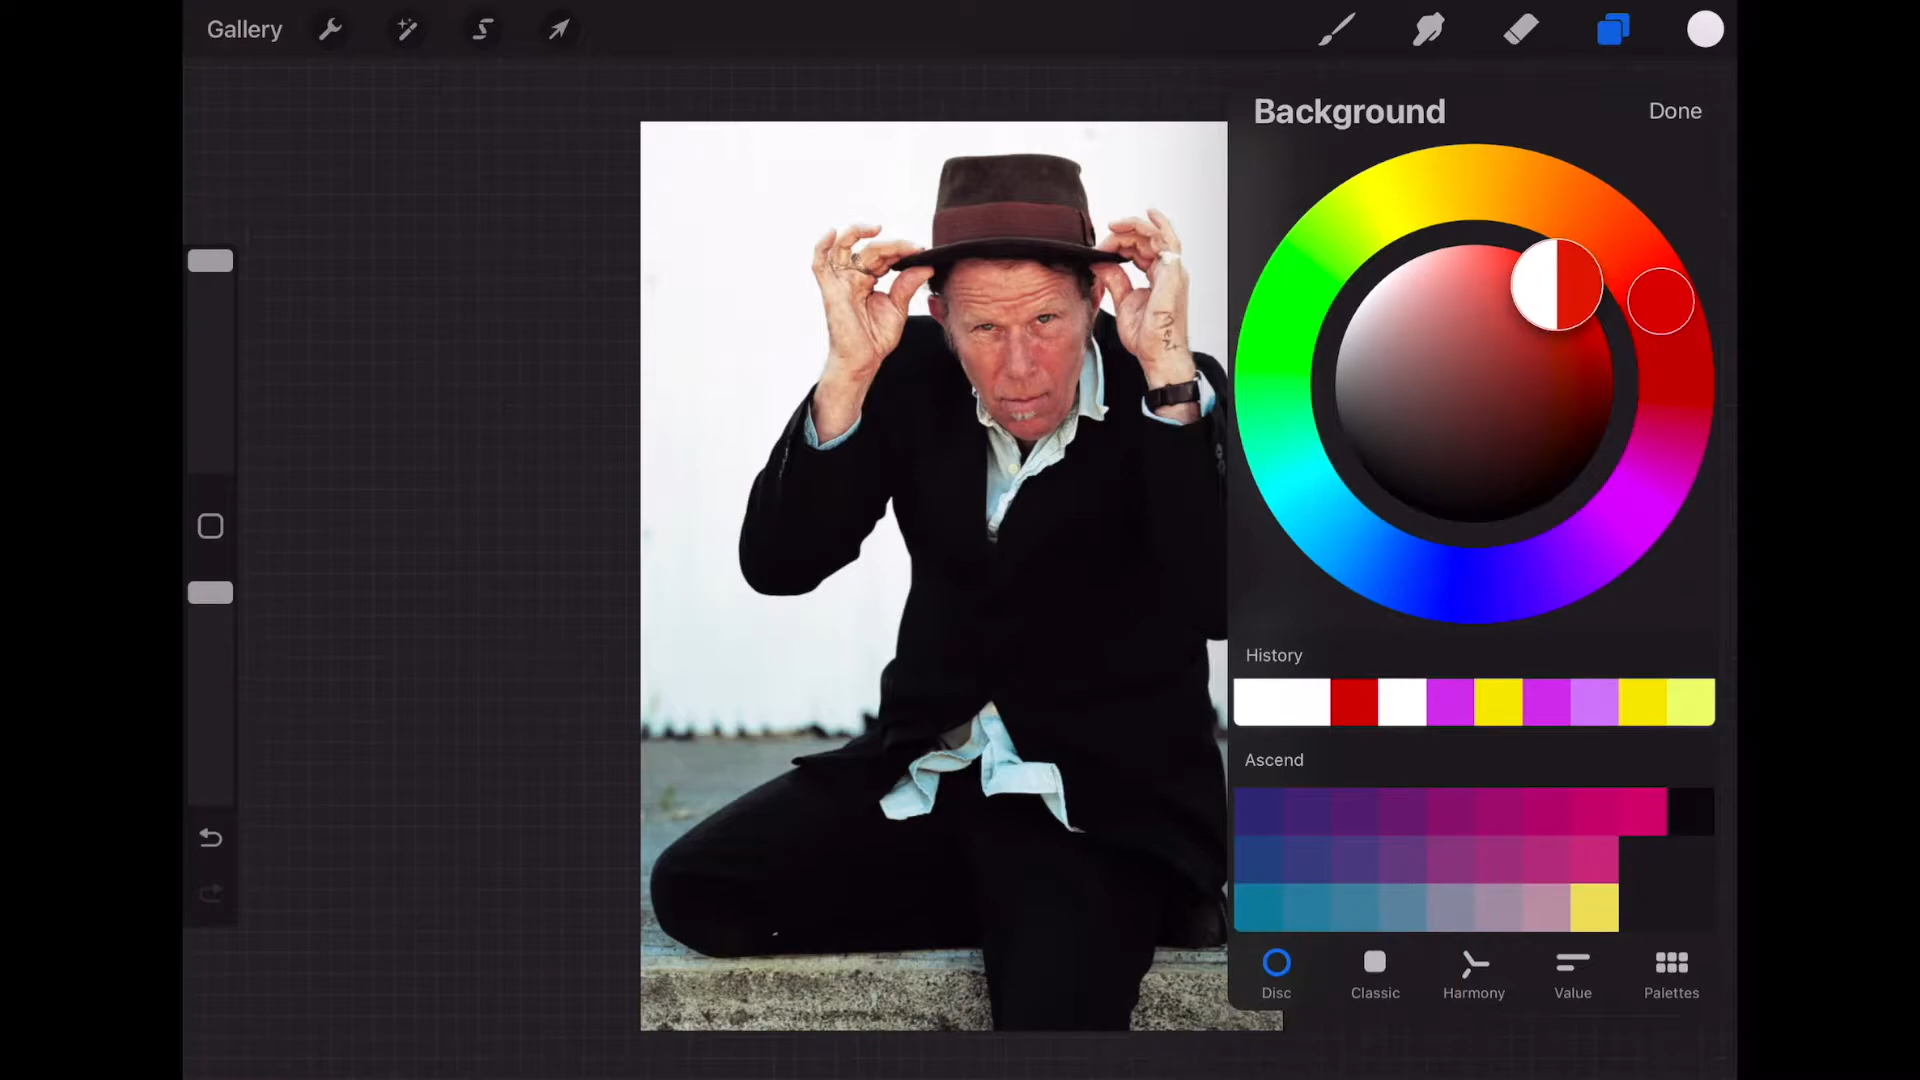 Gallery
Background Done
History
Ascend
Disc Classic Harmony Value Palettes